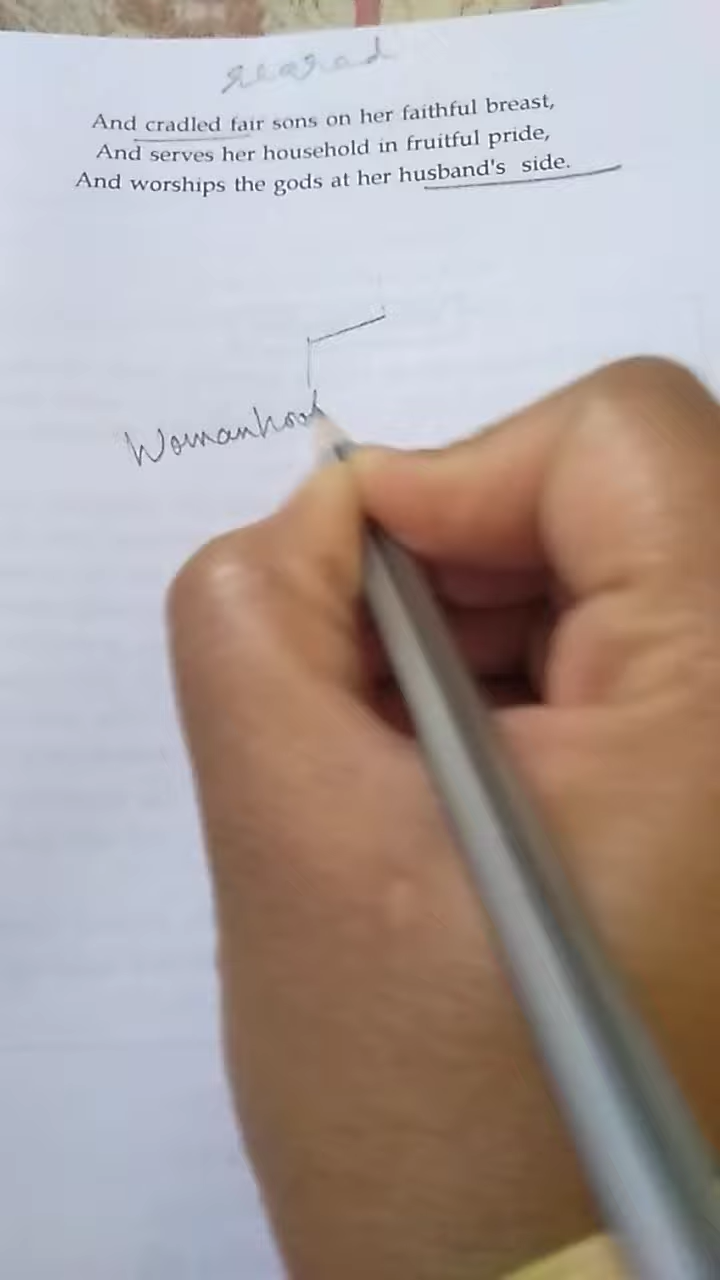 reared
And cradled fair sons on her faithful breast,
And serves her household in fruitful pride,
And worships the gods at her husband's side.
Womanhood